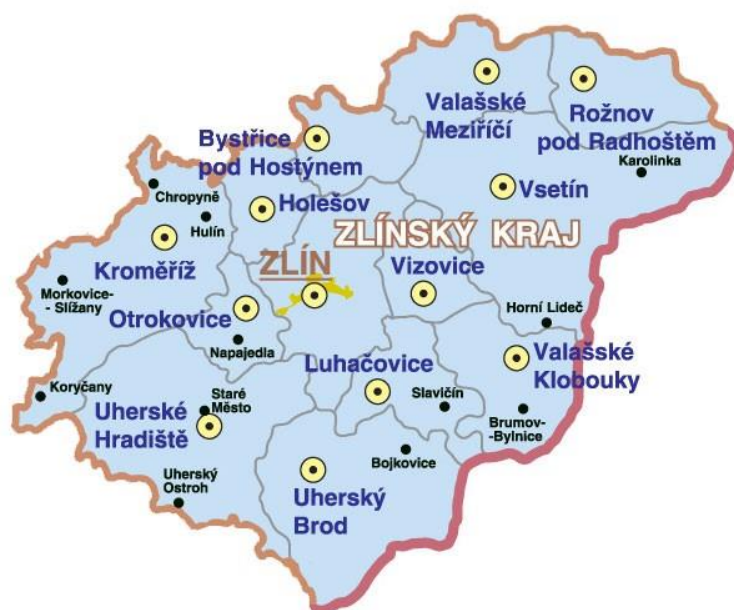 Valašské
Meziříčí
Rožnov
pod Radhoštěm
Karolinka
Bystřice
pod Hostýnem
Chropyně
Holešov
Vsetín
Hulín
ZLÍNSKÝ KRAJ
Kroměříž
ZLÍN
Vizovice
Morkovice-
- Slížany
Otrokovice
Horní Lideč
Napajedla
Luhačovice
Valašské
Klobouky
Koryčany
Staré
Město
Slavičín
Uherské
Hradiště
Brumov-
-Bylnice
Uherský
Ostroh
Bojkovice
Uherský
Brod